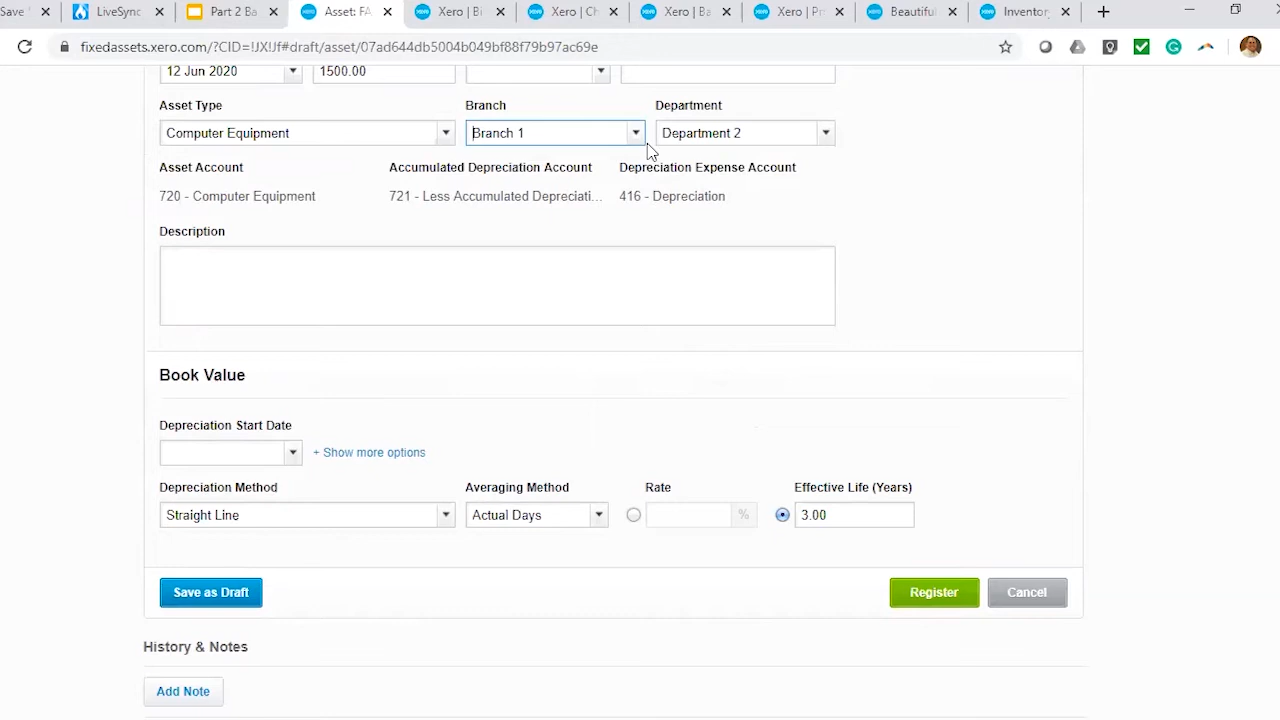 Save LiveSync Part 2 Ba Asset: FA Xero | Bi Xero | Ch Xero | Ba Xero | Pr Beautiful Inventory
fixedassets.xero.com/?CID=!JX!Jf#draft/asset/07ad644db5004b049bf88f79b97ac69e
12 Jun 2020 1500.00
Asset Type Branch Department
Computer Equipment Branch 1 Department 2
Asset Account Accumulated Depreciation Account Depreciation Expense Account
720 - Computer Equipment 721 - Less Accumulated Depreciati... 416 - Depreciation
Description
Book Value
Depreciation Start Date
+ Show more options
Depreciation Method Averaging Method Rate Effective Life (Years)
Straight Line Actual Days % 3.00
Save as Draft Register Cancel
History & Notes
Add Note